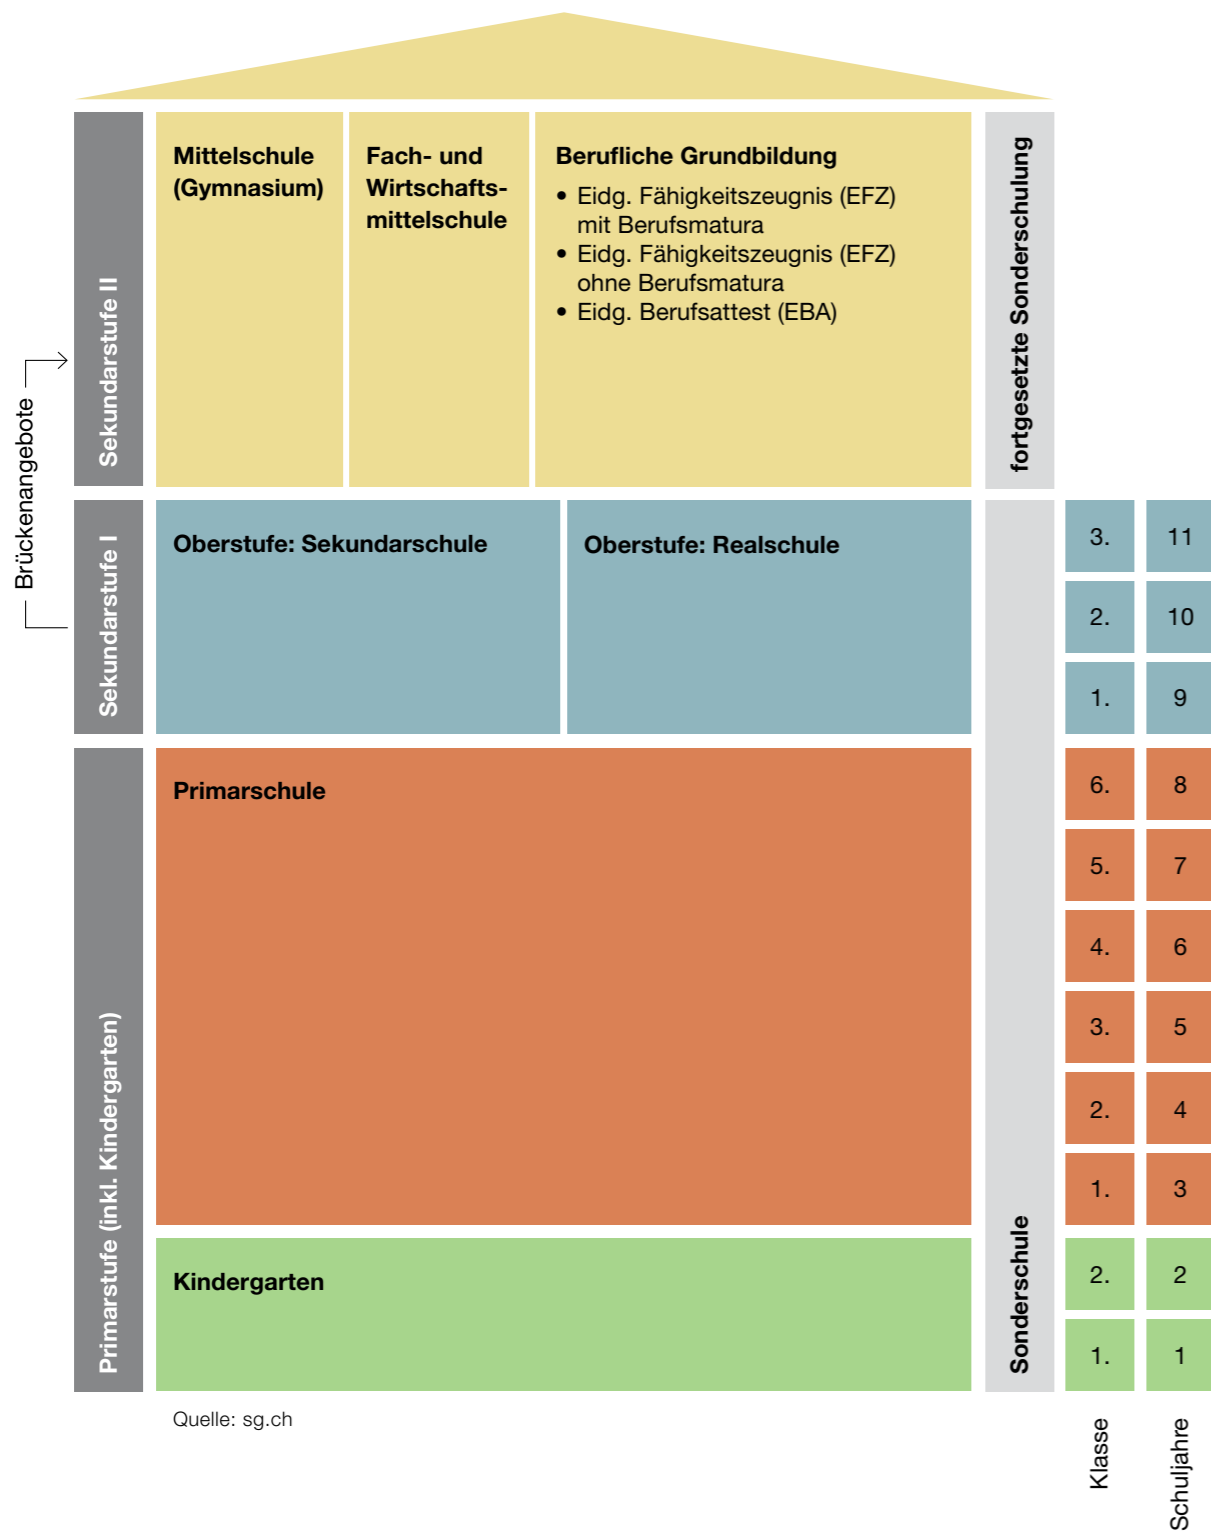 Mittelschule
(Gymnasium)
Fach- und
Wirtschafts-
mittelschule
Berufliche Grundbildung
• Eidg. Fähigkeitszeugnis (EFZ)
mit Berufsmatura
• Eidg. Fähigkeitszeugnis (EFZ)
ohne Berufsmatura
• Eidg. Berufsattest (EBA)
fortgesetzte Sonderschulung
Sekundarstufe II
Brückenangebote
Sekundarstufe I
Oberstufe: Sekundarschule
Oberstufe: Realschule
3. 11
2. 10
1. 9
Primarstufe (inkl. Kindergarten)
Primarschule
6. 8
5. 7
4. 6
3. 5
2. 4
1. 3
Kindergarten
Sonderschule
2. 2
1. 1
Quelle: sg.ch
Klasse
Schuljahre